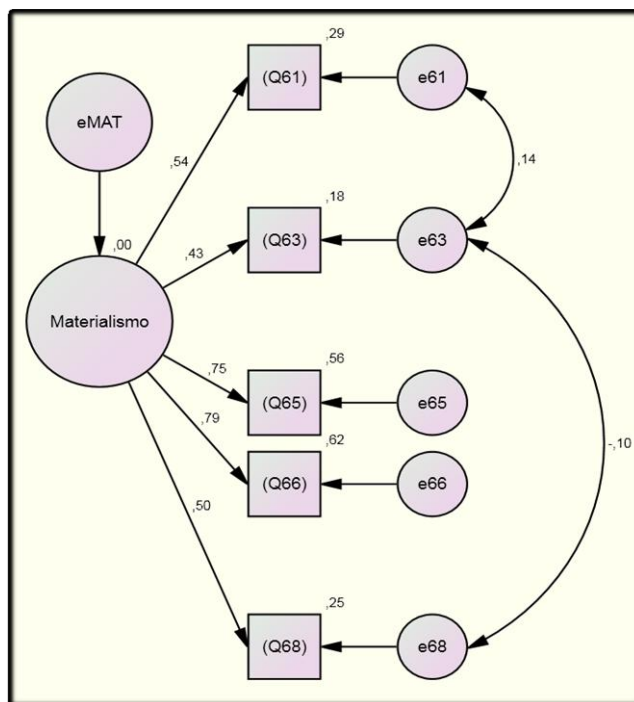 ,29
(Q61)
e61
eMAT
,54
,14
,18
,00
(Q63)
e63
,43
Materialismo
,56
,75
(Q65)
e65
,79
,62
-,10
(Q66)
e66
,50
,25
(Q68)
e68